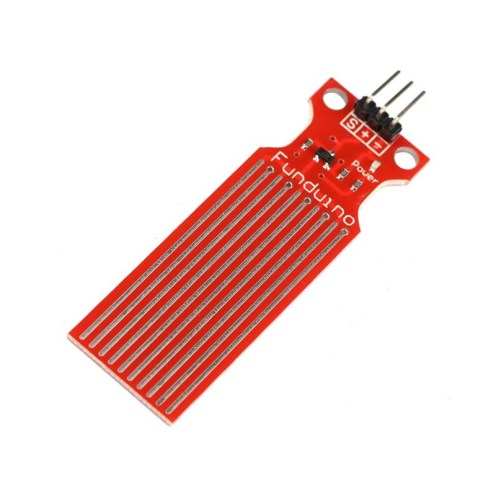 S + -
Power
Funduino